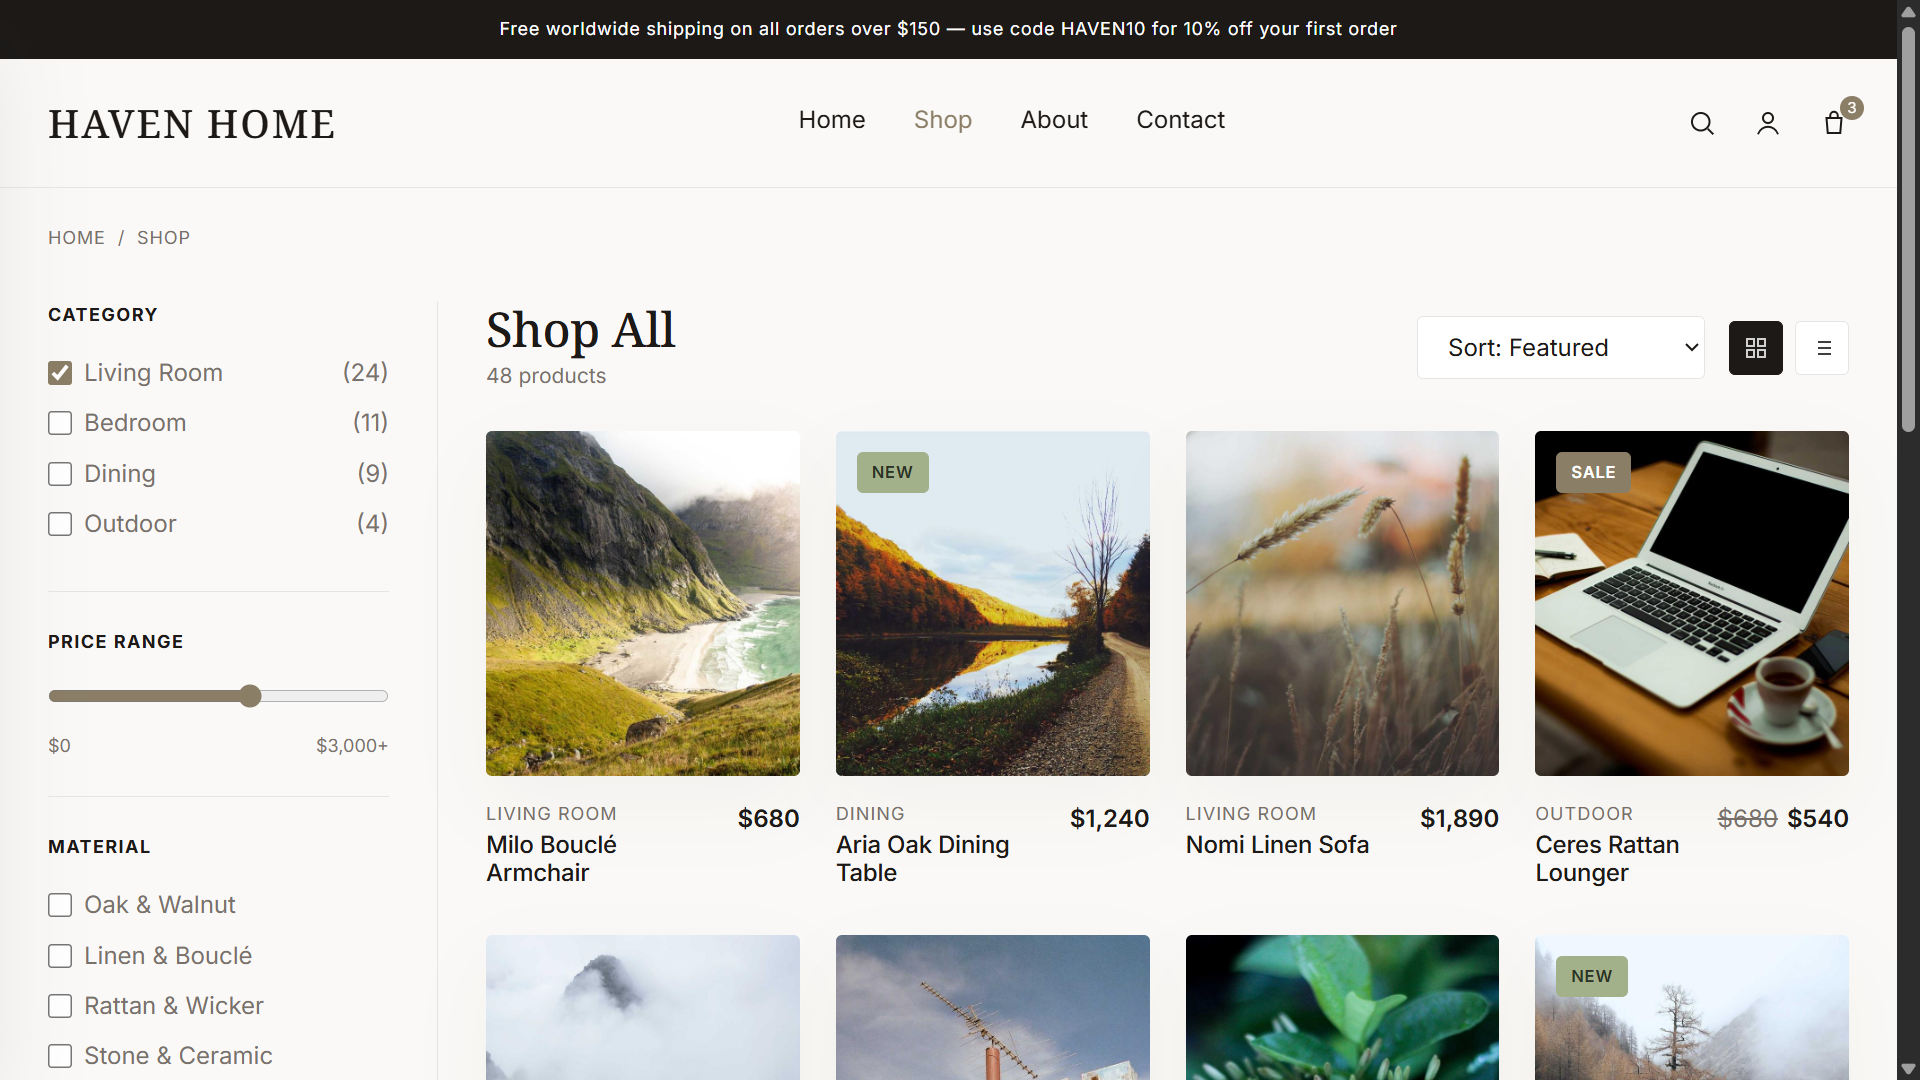 Free worldwide shipping on all orders over $150 — use code HAVEN10 for 10% off your first order
HAVEN HOME
Home
Shop
About
Contact
3
HOME / SHOP
CATEGORY
Living Room (24)
Bedroom (11)
Dining (9)
Outdoor (4)
PRICE RANGE
$0 $3,000+
MATERIAL
Oak & Walnut
Linen & Bouclé
Rattan & Wicker
Stone & Ceramic
Shop All
48 products
Sort: Featured
LIVING ROOM
$680
Milo Bouclé
Armchair
NEW
DINING
$1,240
Aria Oak Dining
Table
LIVING ROOM
$1,890
Nomi Linen Sofa
SALE
OUTDOOR
$680 $540
Ceres Rattan
Lounger
NEW